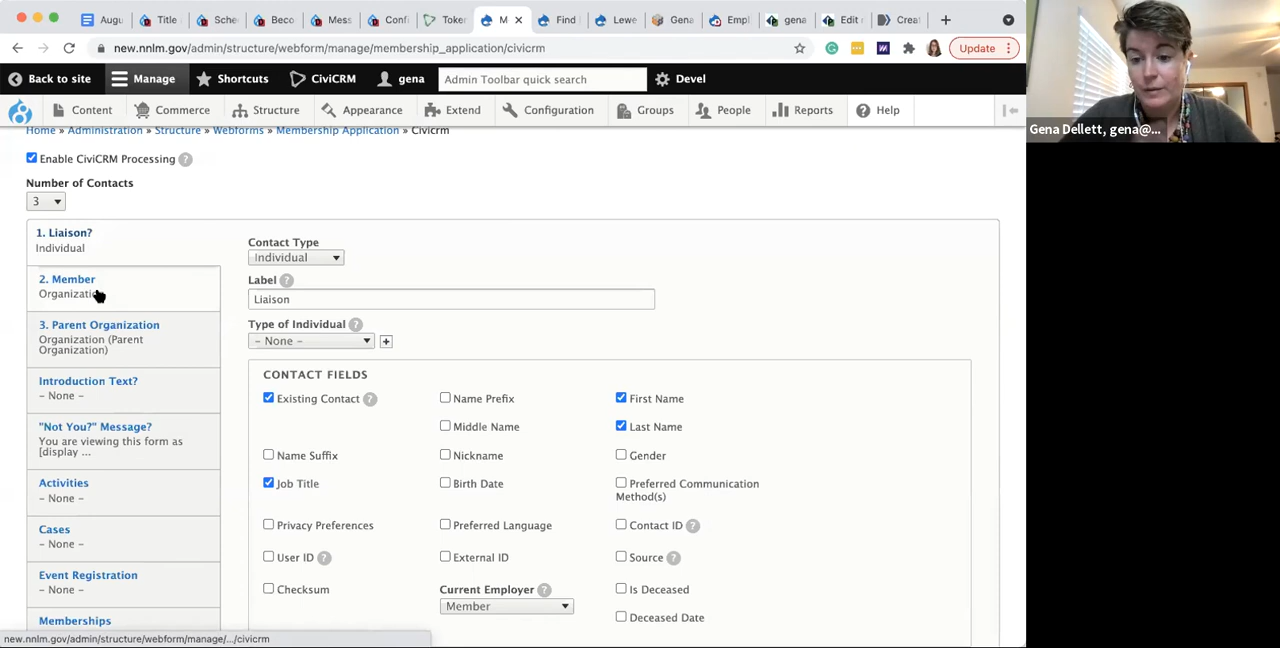 Augu
Title
Sche
Beco
Mess
Confi
Toker
M
Find
Lewe
Gena
Empl
gena
Edit
Creat
new.nnlm.gov/admin/structure/webform/manage/membership_application/civicrm
Update
Back to site
Manage
Shortcuts
CiviCRM
gena
Admin Toolbar quick search
Devel
Content
Commerce
Structure
Appearance
Extend
Configuration
Groups
People
Reports
Help
Gena Dellett, gena@...
Home » Administration » Structure » Webforms » Membership Application » Civicrm
Enable CiviCRM Processing ?
Number of Contacts
3
1. Liaison?
Individual
2. Member
Organizatio
3. Parent Organization
Organization (Parent
Organization)
Introduction Text?
- None -
"Not You?" Message?
You are viewing this form as
[display ...
Activities
- None -
Cases
- None -
Event Registration
- None -
Memberships
Contact Type
Individual
Label ?
Liaison
Type of Individual ?
- None - +
CONTACT FIELDS
Existing Contact ?
Name Prefix
First Name
Middle Name
Last Name
Name Suffix
Nickname
Gender
Job Title
Birth Date
Preferred Communication
Method(s)
Privacy Preferences
Preferred Language
Contact ID ?
User ID ?
External ID
Source ?
Checksum
Current Employer ?
Member
Is Deceased
Deceased Date
new.nnlm.gov/admin/structure/webform/manage/.../civicrm